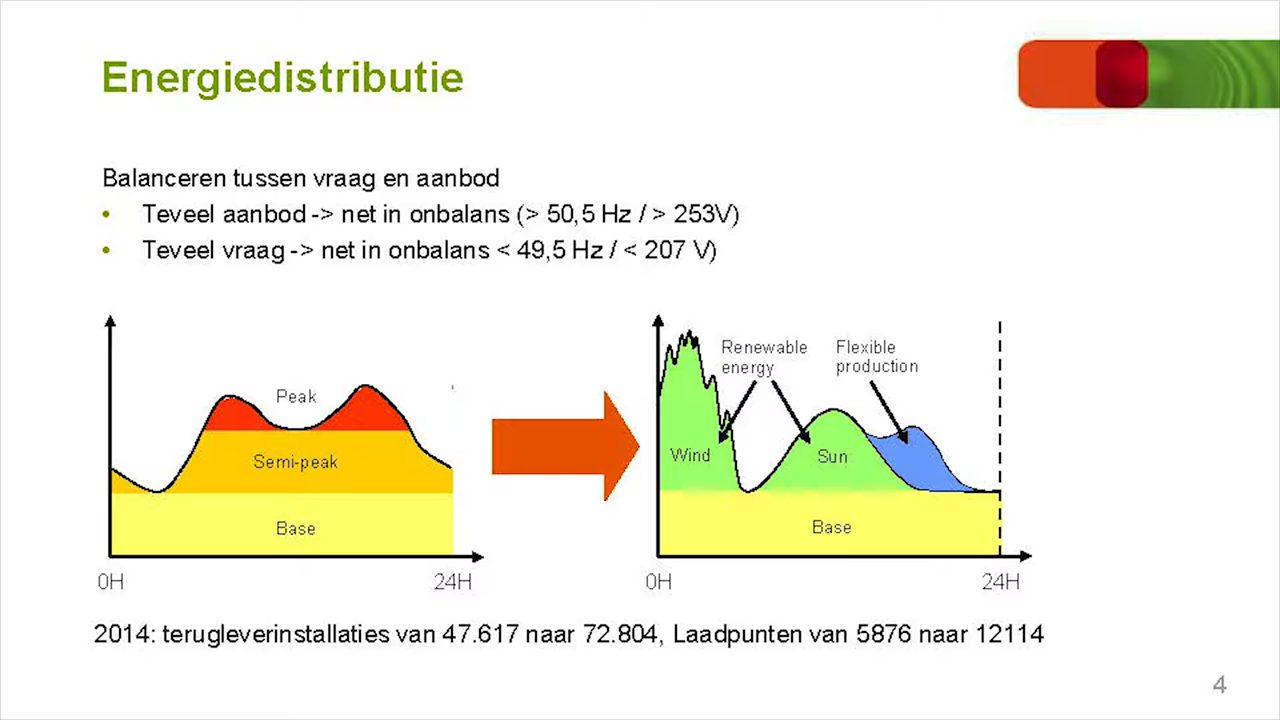 Energiedistributie
Balanceren tussen vraag en aanbod
• Teveel aanbod -> net in onbalans (> 50,5 Hz / > 253V)
• Teveel vraag -> net in onbalans < 49,5 Hz / < 207 V)
Peak
Semi-peak
Base
0H
24H
Renewable
energy
Flexible
production
Wind
Sun
Base
0H
24H
2014: terugleverinstallaties van 47.617 naar 72.804, Laadpunten van 5876 naar 12114
4